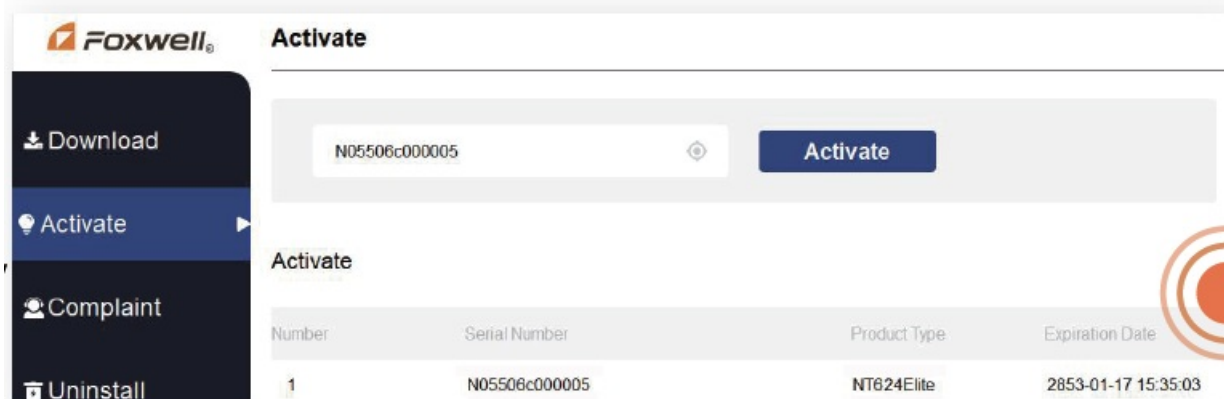 Foxwell®
Activate
Download
N05506c000005
Activate
Activate
Activate
Complaint
Number Serial Number Product Type Expiration Date
Uninstall
1 N05506c000005 NT624Elite 2853-01-17 15:35:03